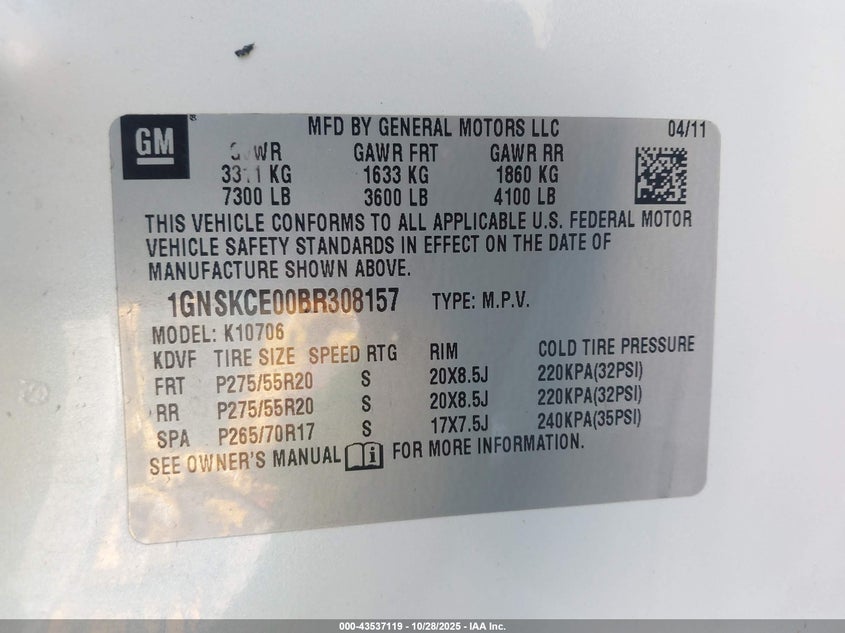 GM
MFD BY GENERAL MOTORS LLC 04/11
GAWR FRT GAWR RR
1633 KG 1860 KG
7300 LB 3600 LB 4100 LB
THIS VEHICLE CONFORMS TO ALL APPLICABLE U.S. FEDERAL MOTOR
VEHICLE SAFETY STANDARDS IN EFFECT ON THE DATE OF
MANUFACTURE SHOWN ABOVE.
1GNSKCE00BR308157 TYPE: M.P.V.
MODEL: K10706
KDVF TIRE SIZE SPEED RTG RIM COLD TIRE PRESSURE
FRT P275/55R20 S 20X8.5J 220KPA(32PSI)
RR P275/55R20 S 20X8.5J 220KPA(32PSI)
SPA P265/70R17 S 17X7.5J 240KPA(35PSI)
SEE OWNER'S MANUAL FOR MORE INFORMATION.
000-43537119 - 10/28/2025 - IAA Inc.